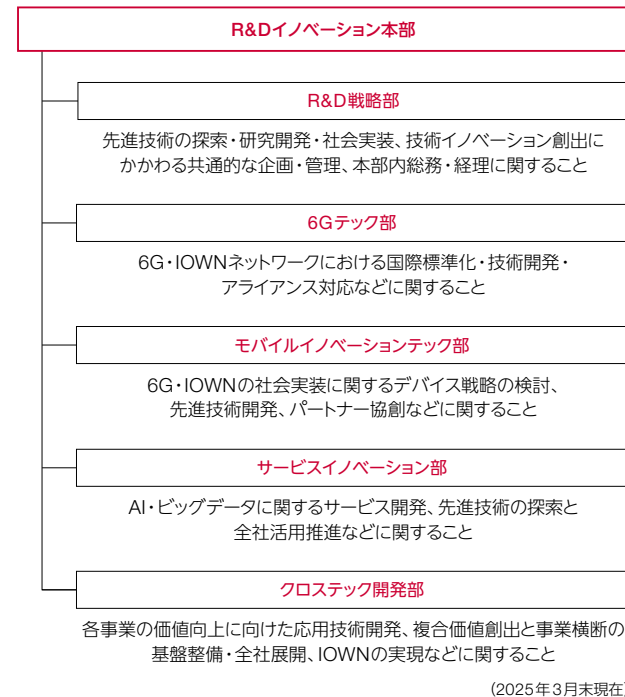 R&Dイノベーション本部
R&D戦略部
先進技術の探索・研究開発・社会実装、技術イノベーション創出に
かかわる共通的な企画・管理、本部内総務・経理に関すること
6Gテック部
6G・IOWNネットワークにおける国際標準化・技術開発・
アライアンス対応などに関すること
モバイルイノベーションテック部
6G・IOWNの社会実装に関するデバイス戦略の検討、
先進技術開発、パートナー協創などに関すること
サービスイノベーション部
AI・ビッグデータに関するサービス開発、先進技術の探索と
全社活用推進などに関すること
クロステック開発部
各事業の価値向上に向けた応用技術開発、複合価値創出と事業横断の
基盤整備・全社展開、IOWNの実現などに関すること
(2025年3月末現在)